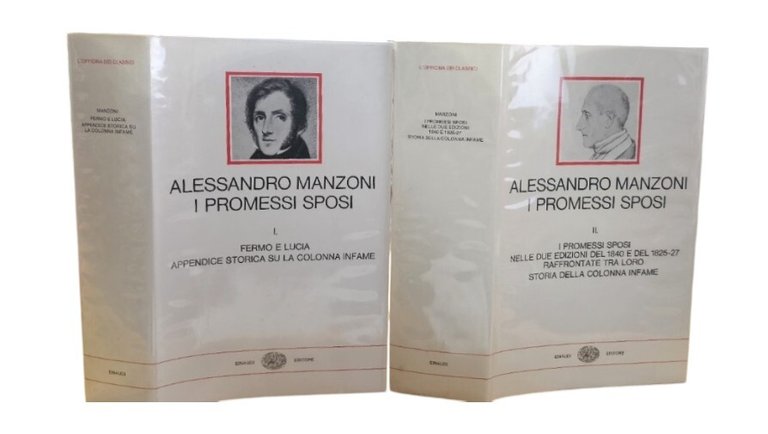 L'OFFICINA DEI CLASSICI
MANZONI
FERMO E LUCIA
APPENDICE STORICA SU
LA COLONNA INFAME
EINAUDI
ALESSANDRO MANZONI
I PROMESSI SPOSI
I.
FERMO E LUCIA
APPENDICE STORICA SU LA COLONNA INFAME
EINAUDI
EDITORE
L'OFFICINA DEI CLASSICI
MANZONI
I PROMESSI SPOSI
NELLE DUE EDIZIONI
1840 E 1825-27
STORIA DELLA COLONNA INFAME
EINAUDI
ALESSANDRO MANZONI
I PROMESSI SPOSI
II.
I PROMESSI SPOSI
NELLE DUE EDIZIONI DEL 1840 E DEL 1825-27
RAFFRONTATE TRA LORO
STORIA DELLA COLONNA INFAME
EINAUDI
EDITORE